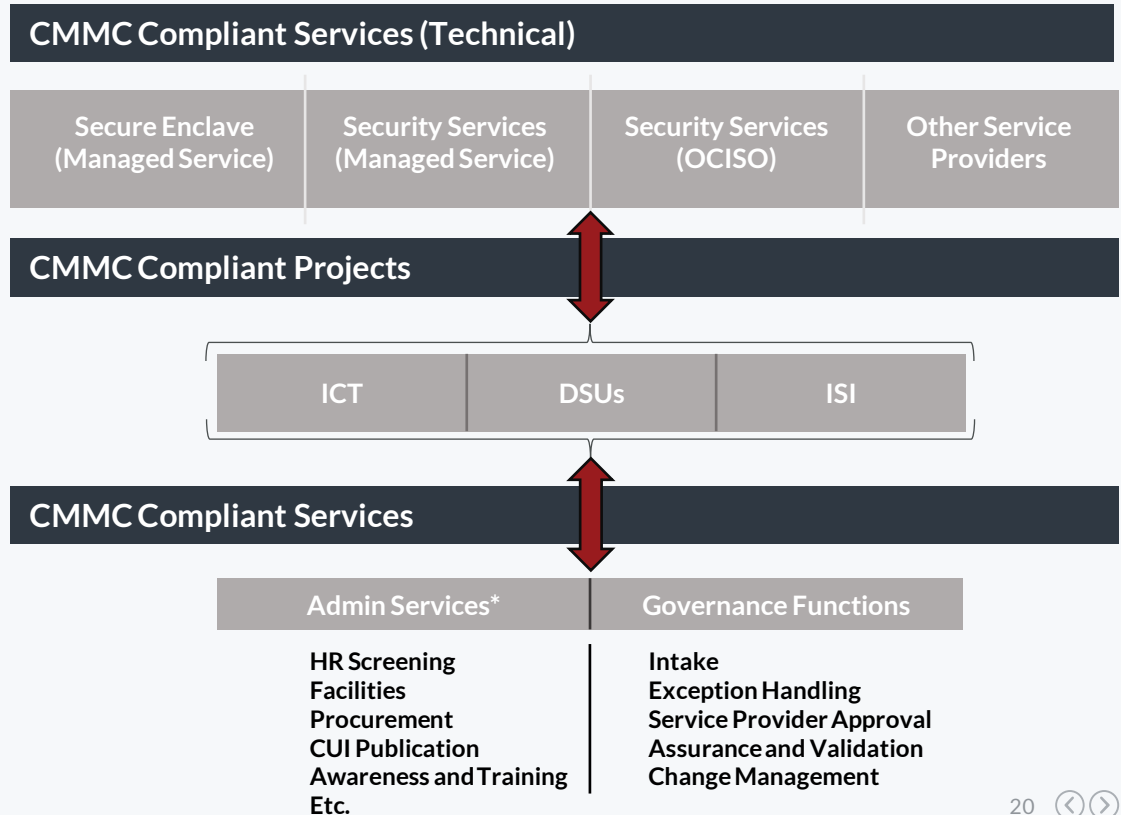 CMMC Compliant Services (Technical)
Secure Enclave
(Managed Service)
Security Services
(Managed Service)
Security Services
(OCISO)
Other Service
Providers
CMMC Compliant Projects
ICT
DSUs
ISI
CMMC Compliant Services
Admin Services*
Governance Functions
HR Screening
Facilities
Procurement
CUI Publication
Awareness and Training
Etc.
Intake
Exception Handling
Service Provider Approval
Assurance and Validation
Change Management
20